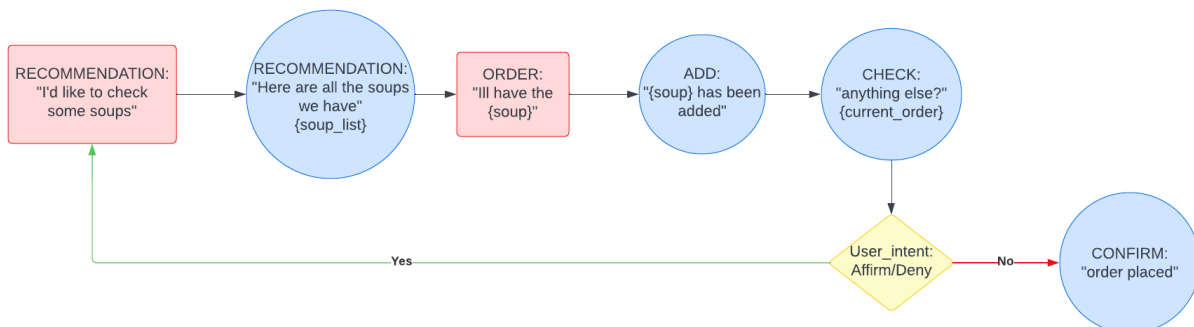 RECOMMENDATION:
"I'd like to check
some soups"
RECOMMENDATION:
"Here are all the soups
we have"
{soup_list}
ORDER:
"Ill have the
{soup}"
ADD:
"{soup} has been
added"
CHECK:
"anything else?"
{current_order}
User_intent:
Affirm/Deny
Yes
No
CONFIRM:
"order placed"